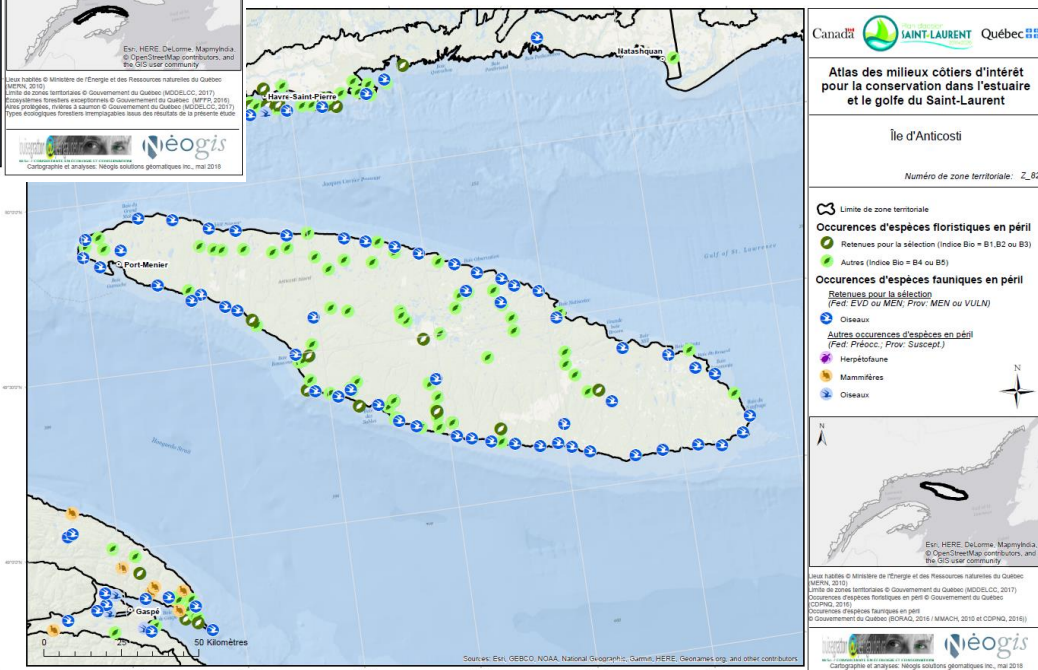 Esri, HERE, DeLorme, MapmyIndia,
© OpenStreetMap contributors, and
the GIS user community
Lieux habités © Ministère de l'Énergie et des Ressources naturelles du Québec
(MERN, 2010)
Limite de zones territoriales © Gouvernement du Québec (MDDELCC, 2017)
Écosystèmes forestiers exceptionnels © Gouvernement du Québec (MFFP, 2016)
Aires protégées, rivières à saumon © Gouvernement du Québec (MDDELCC, 2017)
Types écologiques forestiers irremplaçables issus des résultats de la présente étude
Néogis
Cartographie et analyses: Néogis solutions géomatiques inc., mai 2018
Natashquan
Havre-Saint-Pierre
Gulf of St. Lawrence
Port-Menier
Gaspé
0 25 50 Kilomètres
Sources: Esri, GEBCO, NOAA, National Geographic, Garmin, HERE, Geonames.org, and other contributors
Canada SAINT-LAURENT Québec
Atlas des milieux côtiers d'intérêt
pour la conservation dans l'estuaire
et le golfe du Saint-Laurent
Île d'Anticosti
Numéro de zone territoriale: Z_82
Limite de zone territoriale
Occurences d'espèces floristiques en péril
Retenues pour la sélection (Indice Bio = B1,B2 ou B3)
Autres (Indice Bio = B4 ou B5)
Occurences d'espèces fauniques en péril
Retenues pour la sélection
(Fed: EVD ou MEN; Prov: MEN ou VULN)
Oiseaux
Autres occurences d'espèces en péril
(Fed: Préocc.; Prov: Suscept.)
Herpétofaune
Mammifères
Oiseaux
N
N
Esri, HERE, DeLorme, MapmyIndia,
© OpenStreetMap contributors, and
the GIS user community
Lieux habités © Ministère de l'Énergie et des Ressources naturelles du Québec
(MERN, 2010)
Limite de zones territoriales © Gouvernement du Québec (MDDELCC, 2017)
Occurences d'espèces floristiques en péril © Gouvernement du Québec
(CDPNQ, 2016)
Occurences d'espèces fauniques en péril
© Gouvernement du Québec (BORAQ, 2016 / MMACH, 2015 et CDPNQ, 2016))
Néogis
Cartographie et analyses: Néogis solutions géomatiques inc., mai 2018